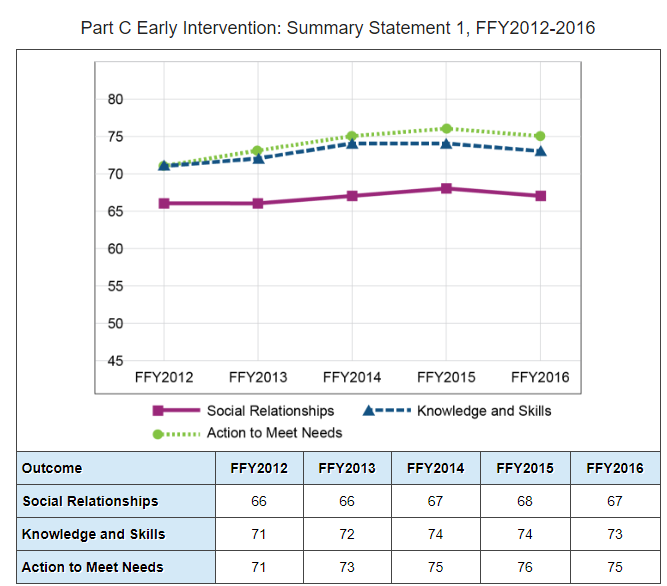 Part C Early Intervention: Summary Statement 1, FFY2012-2016
80
75
70
65
60
55
50
45
FFY2012 FFY2013 FFY2014 FFY2015 FFY2016
Social Relationships Knowledge and Skills
Action to Meet Needs
Outcome FFY2012 FFY2013 FFY2014 FFY2015 FFY2016
Social Relationships 66 66 67 68 67
Knowledge and Skills 71 72 74 74 73
Action to Meet Needs 71 73 75 76 75